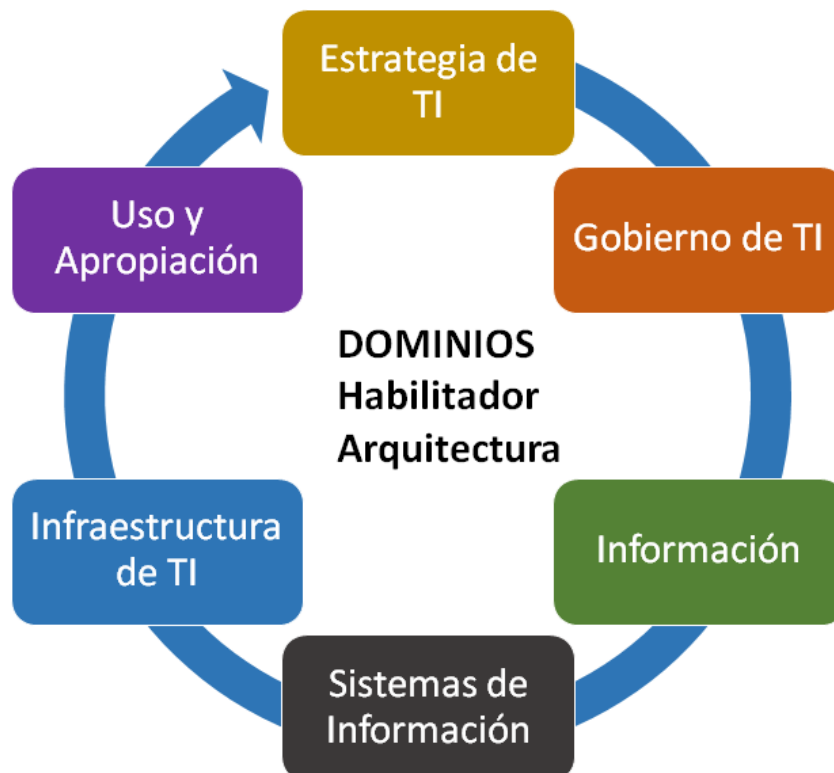 Estrategia de
TI
Gobierno de TI
Información
Sistemas de
Información
Infraestructura
de TI
Uso y
Apropiación
DOMINIOS
Habilitador
Arquitectura